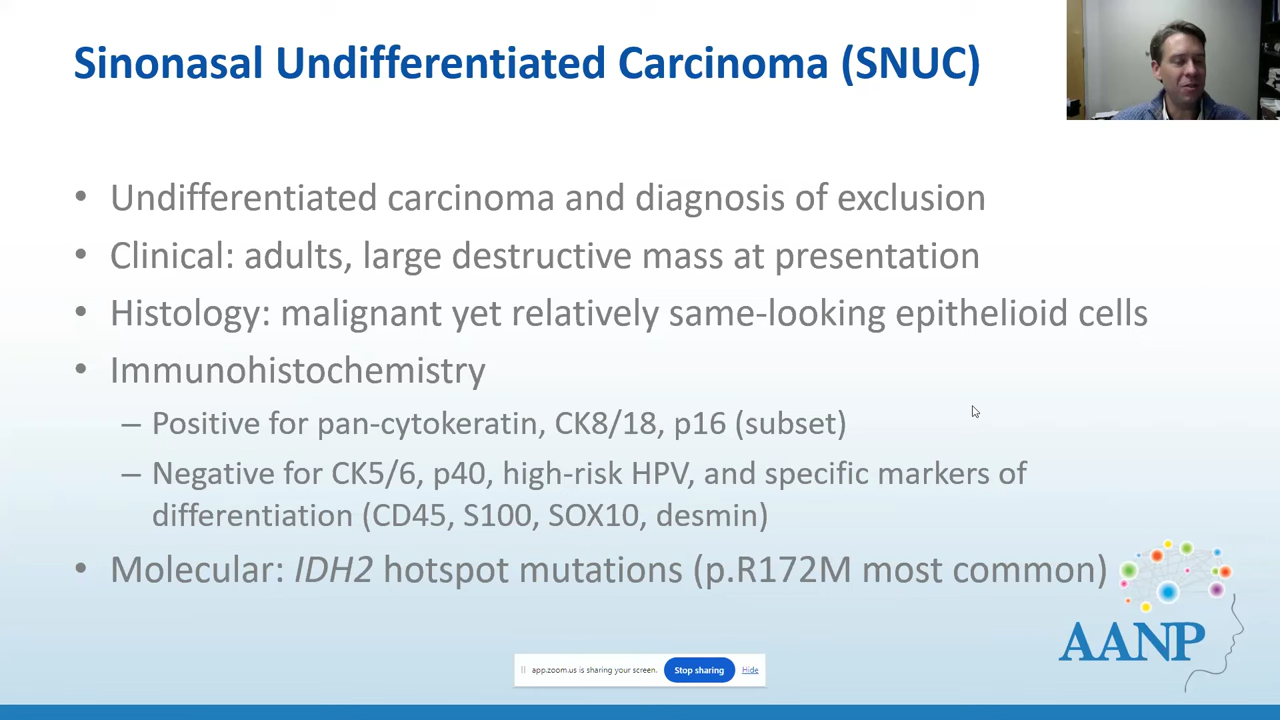 Sinonasal Undifferentiated Carcinoma (SNUC)
• Undifferentiated carcinoma and diagnosis of exclusion
• Clinical: adults, large destructive mass at presentation
• Histology: malignant yet relatively same-looking epithelioid cells
• Immunohistochemistry
– Positive for pan-cytokeratin, CK8/18, p16 (subset)
– Negative for CK5/6, p40, high-risk HPV, and specific markers of
differentiation (CD45, S100, SOX10, desmin)
• Molecular: IDH2 hotspot mutations (p.R172M most common)
AANP
app.zoom.us is sharing your screen. Stop sharing Hide